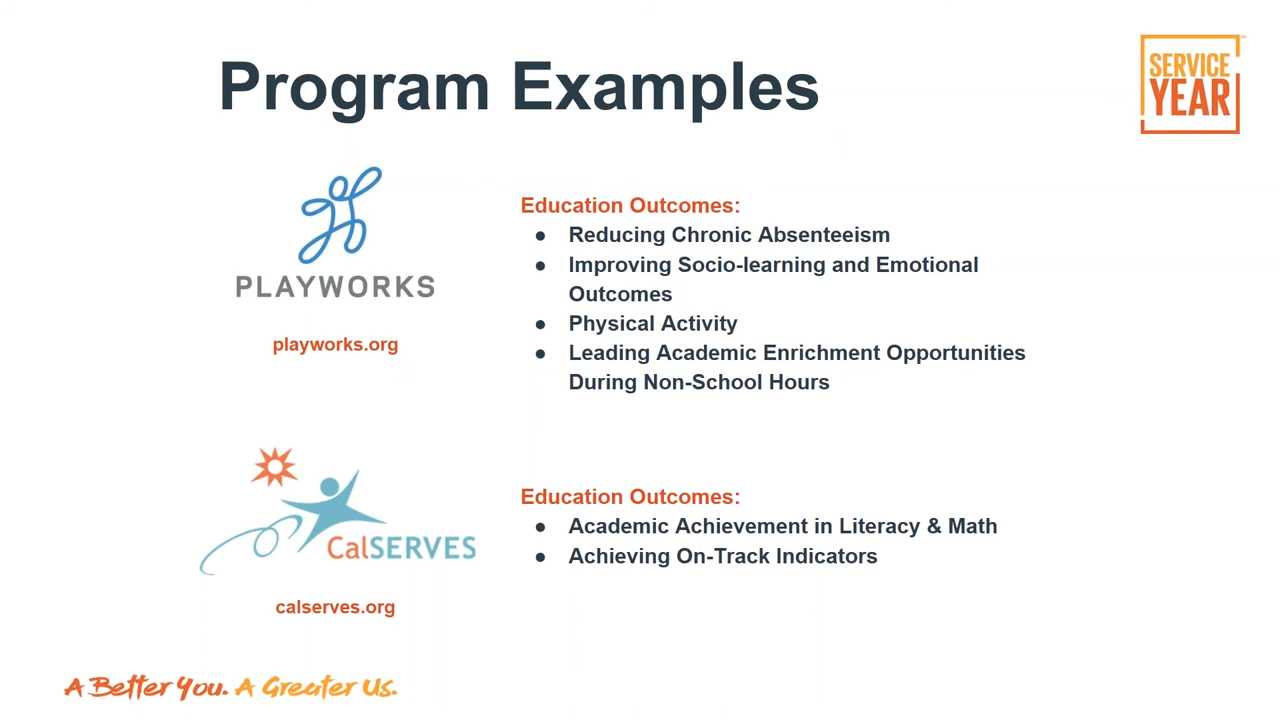 Program Examples
SERVICE
YEAR
PLAYWORKS
playworks.org
Education Outcomes:
● Reducing Chronic Absenteeism
● Improving Socio-learning and Emotional
Outcomes
● Physical Activity
● Leading Academic Enrichment Opportunities
During Non-School Hours
CalSERVES
calserves.org
Education Outcomes:
● Academic Achievement in Literacy & Math
● Achieving On-Track Indicators
A Better You. A Greater Us.